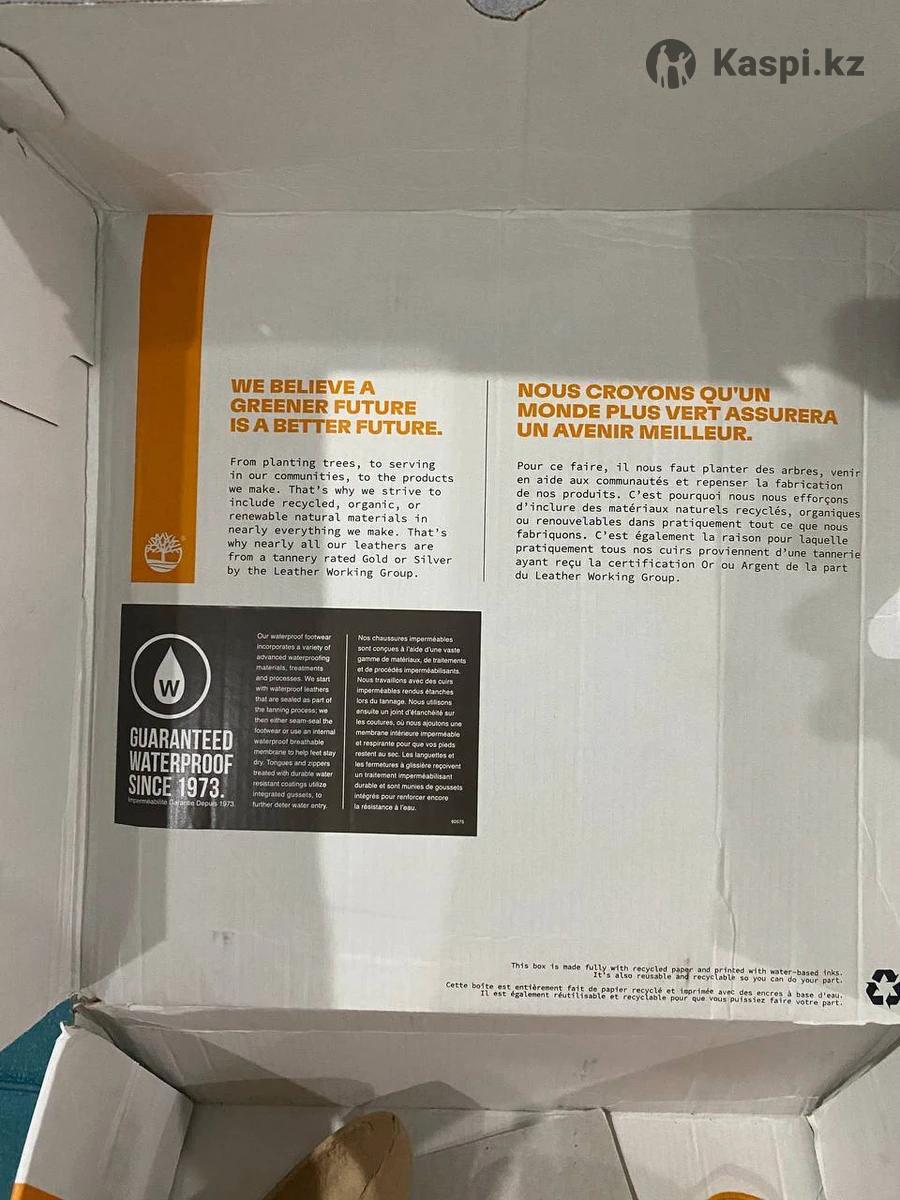 Kaspi.kz
WE BELIEVE A
GREENER FUTURE
IS A BETTER FUTURE.
From planting trees, to serving
in our communities, to the products
we make. That's why we strive to
include recycled, organic, or
renewable natural materials in
nearly everything we make. That's
why nearly all our leathers are
from a tannery rated Gold or Silver
by the Leather Working Group.
NOUS CROYONS QU'UN
MONDE PLUS VERT ASSURERA
UN AVENIR MEILLEUR.
Pour ce faire, il nous faut planter des arbres, venir
en aide aux communautés et repenser la fabrication
de nos produits. C'est pourquoi nous nous efforçons
d'inclure des matériaux naturels recyclés, organiques
ou renouvelables dans pratiquement tout ce que nous
fabriquons. C'est également la raison pour laquelle
pratiquement tous nos cuirs proviennent d'une tannerie
ayant reçu la certification Or ou Argent de la part
du Leather Working Group.
W
GUARANTEED
WATERPROOF
SINCE 1973.
Imperméabilité Garantie Depuis 1973.
Our waterproof footwear
incorporates a variety of
advanced waterproofing
materials, treatments
and processes. We start
with waterproof leathers
that are sealed as part of
the tanning process; we
then either seam-seal the
footwear or use an internal
waterproof breathable
membrane to help feet stay
dry. Tongues and zippers
treated with durable water
resistant coatings utilize
integrated gussets, to
further deter water entry.
Nos chaussures imperméables
sont conçues à l'aide d'une vaste
gamme de matériaux, de traitements
et de procédés imperméabilisants.
Nous travaillons avec des cuirs
imperméables rendus étanches
lors du tannage. Nous utilisons
ensuite un joint d'étanchéité sur
les coutures, où nous ajoutons une
membrane intérieure imperméable
et respirante pour que vos pieds
restent au sec. Les languettes et
les fermetures à glissière reçoivent
un traitement imperméabilisant
durable et sont munies de goussets
intégrés pour renforcer encore
la résistance à l'eau.
This box is made fully with recycled paper and printed with water-based inks.
It's also reusable and recyclable so you can do your part.
Cette boîte est entièrement fait de papier recyclé et imprimée avec des encres à base d'eau.
Il est également réutilisable et recyclable pour que vous puissiez faire votre part.